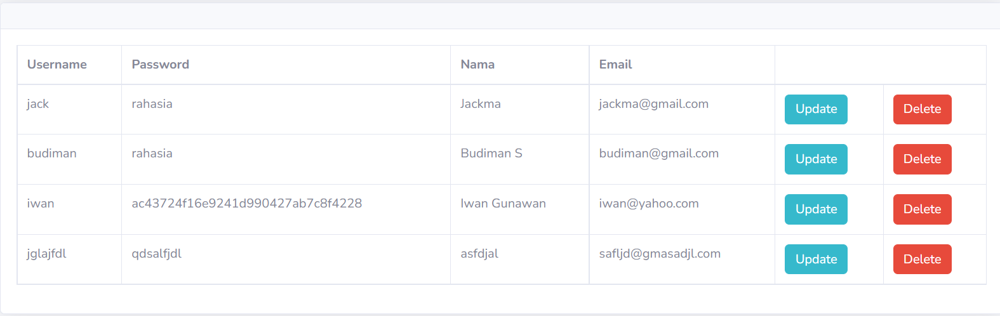 Username Password Nama Email
jack rahasia Jackma jackma@gmail.com Update Delete
budiman rahasia Budiman S budiman@gmail.com Update Delete
iwan ac43724f16e9241d990427ab7c8f4228 Iwan Gunawan iwan@yahoo.com Update Delete
jglajfdl qdsalfjdl asfdjal safljd@gmasadjl.com Update Delete